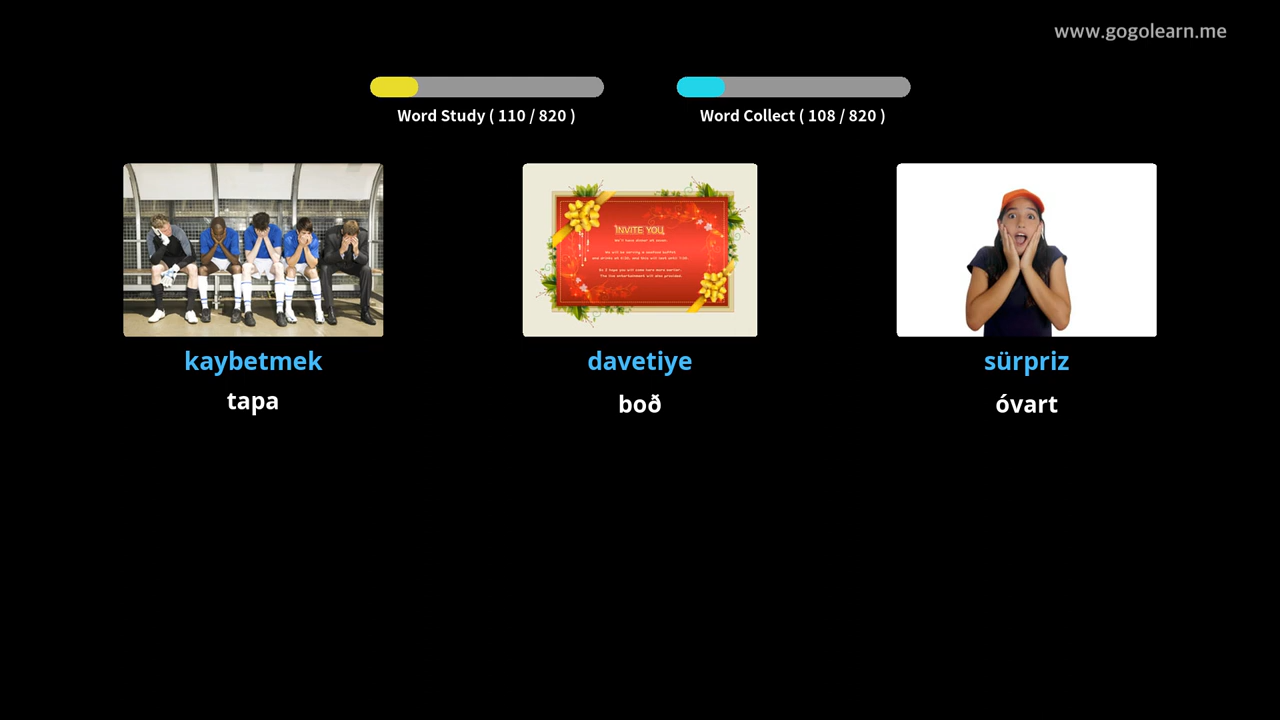 www.gogolearn.me
Word Study ( 110 / 820 )
Word Collect ( 108 / 820 )
INVITE YOU
kaybetmek
davetiye
sürpriz
tapa
boð
óvart